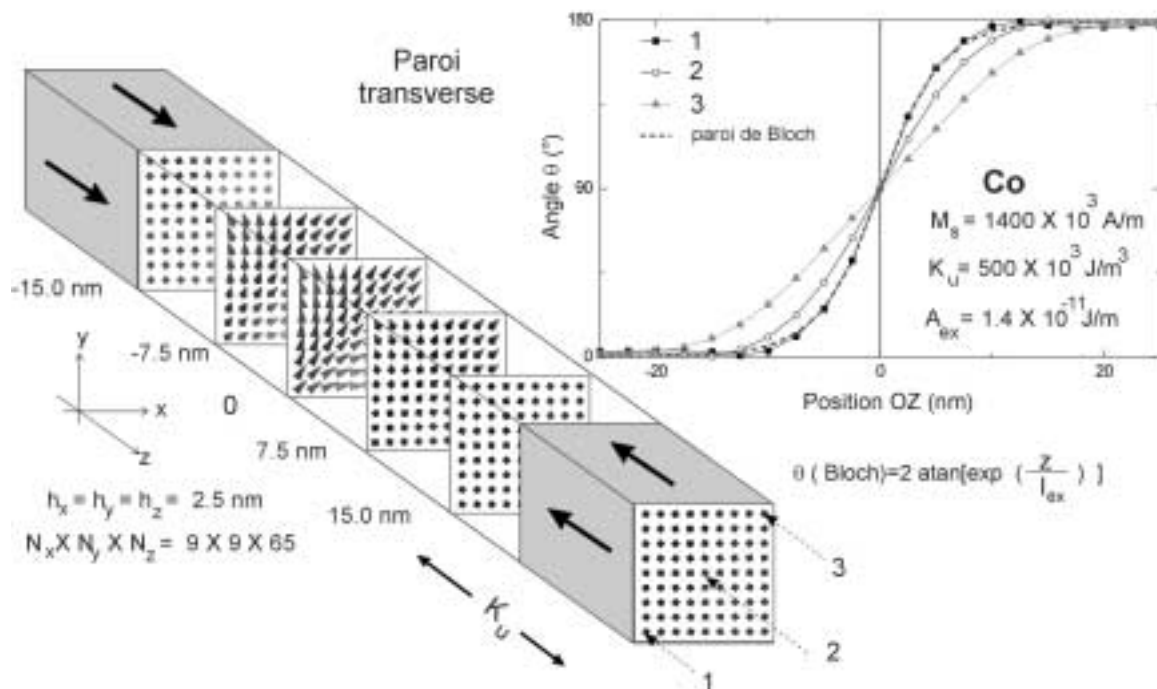 Paroi
transverse
-15.0 nm
-7.5 nm
0
7.5 nm
15.0 nm
y
x
z
h_x = h_y = h_z = 2.5 nm
N_x X N_y X N_z = 9 X 9 X 65
K_u
1
2
3
180
90
0
Angle θ (°)
1
2
3
paroi de Bloch
Co
M_s = 1400 X 10^3 A/m
K_u = 500 X 10^3 J/m^3
A_ex = 1.4 X 10^-11 J/m
-20
0
20
Position OZ (nm)
θ ( Bloch)=2 atan[exp (z/l_ex) ]